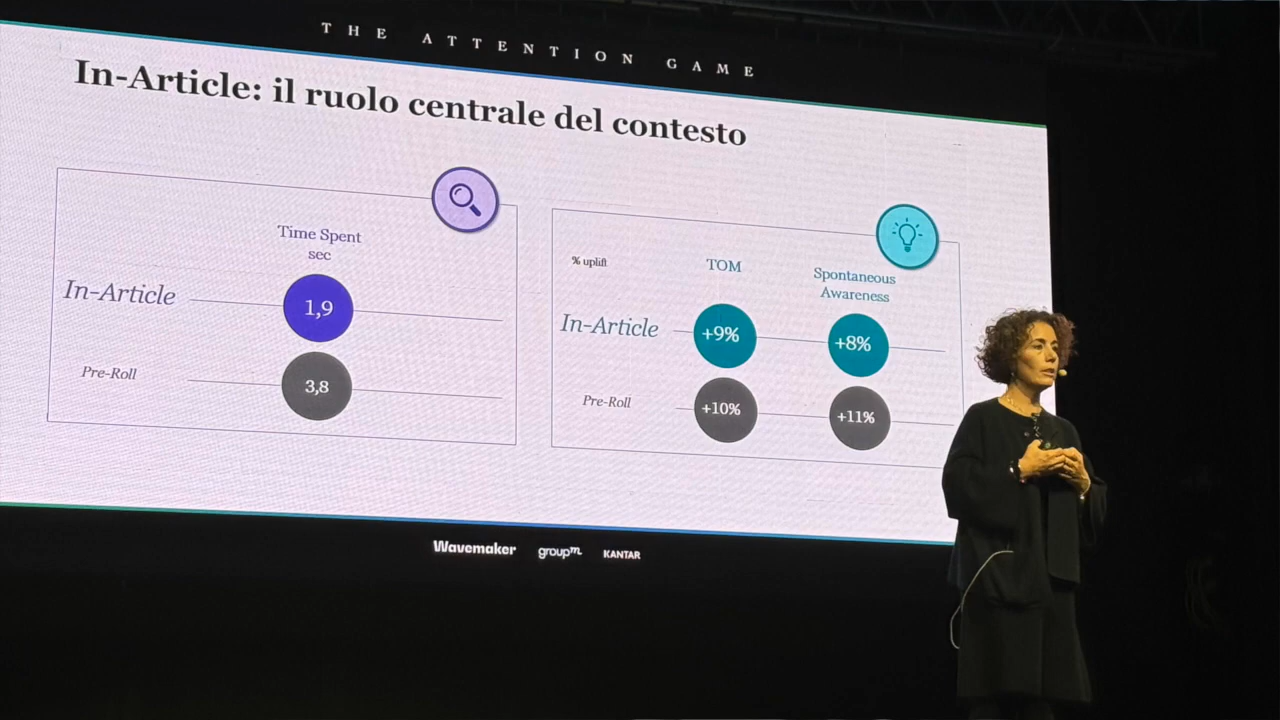 THE ATTENTION GAME
In-Article: il ruolo centrale del contesto
Time Spent
sec
In-Article
1,9
Pre-Roll
3,8
% uplift
TOM
Spontaneous
Awareness
In-Article
+9%
+8%
Pre-Roll
+10%
+11%
Wavemaker
groupm
KANTAR